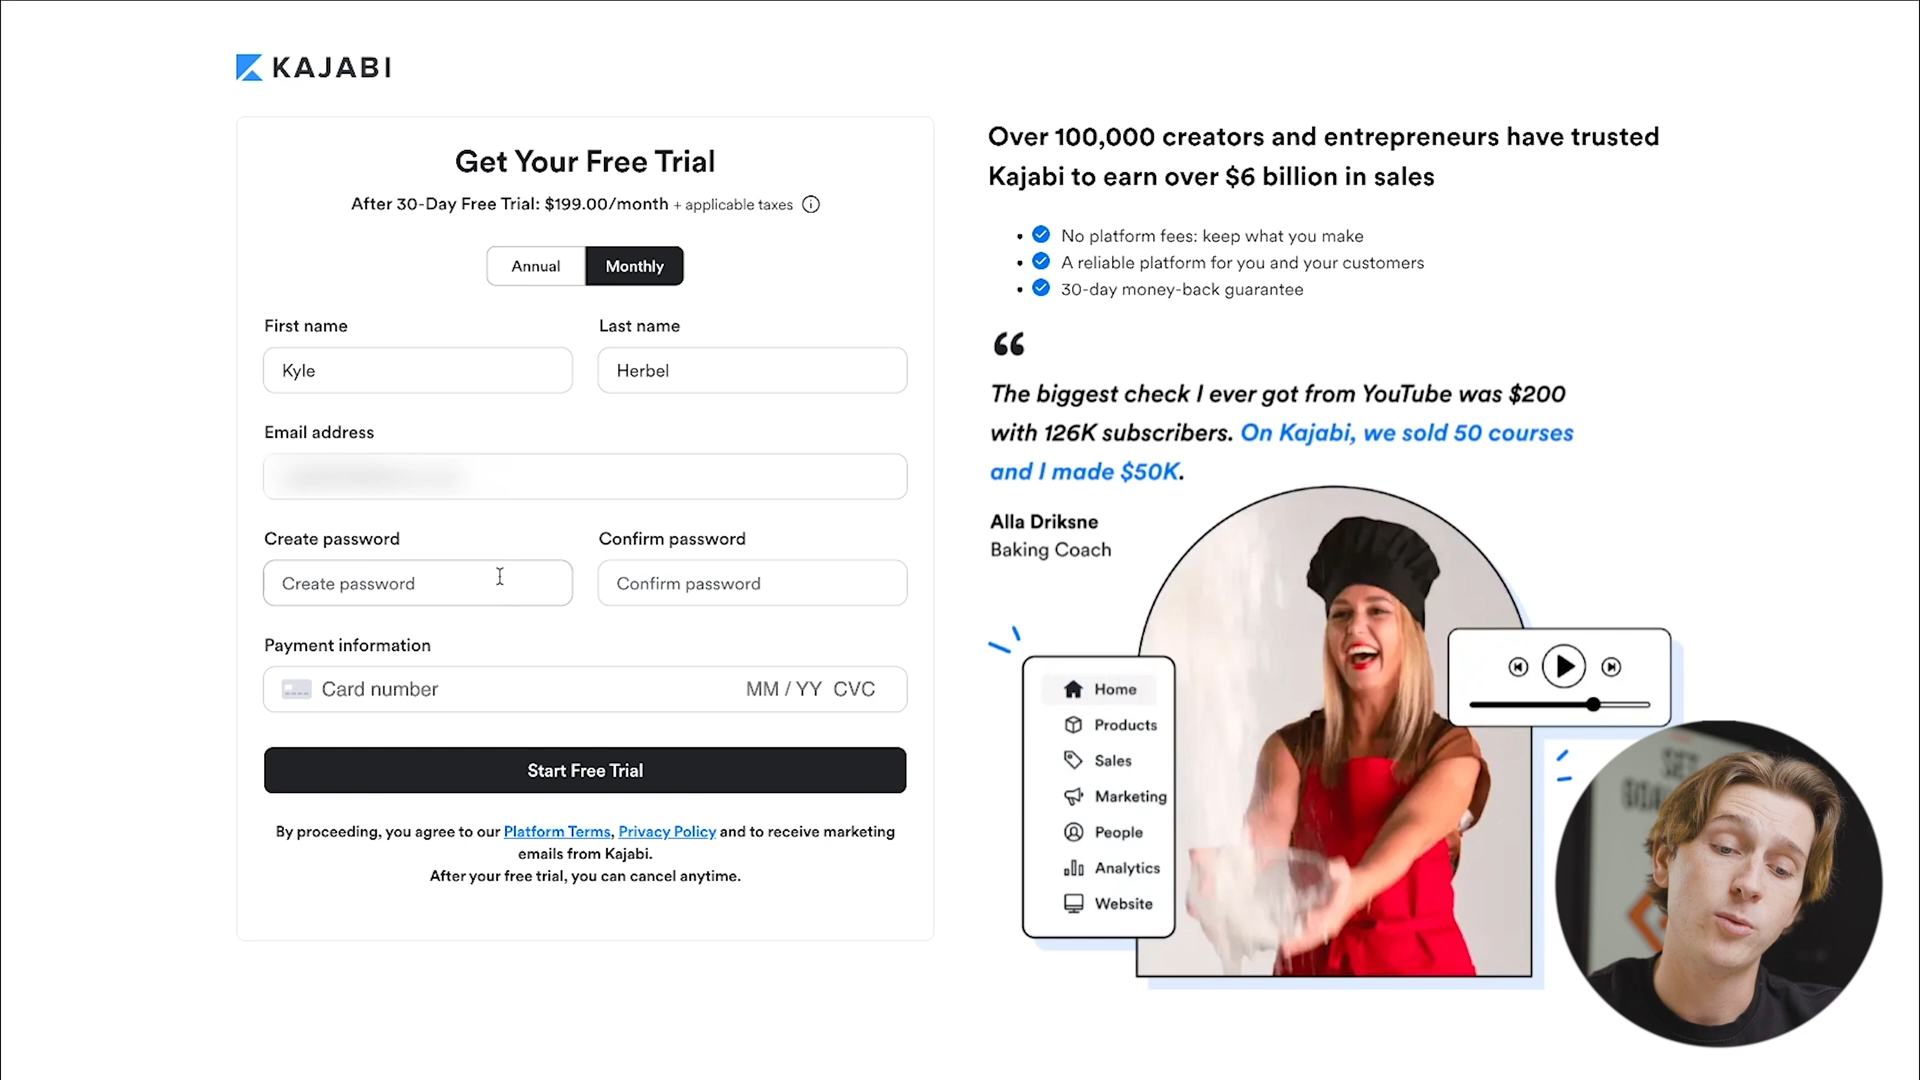 KAJABI
Get Your Free Trial
After 30-Day Free Trial: $199.00/month + applicable taxes
Annual
Monthly
First name
Last name
Kyle
Herbel
Email address
Create password
Confirm password
Create password
Confirm password
Payment information
Card number
MM / YY CVC
Start Free Trial
By proceeding, you agree to our Platform Terms, Privacy Policy and to receive marketing
emails from Kajabi.
After your free trial, you can cancel anytime.
Over 100,000 creators and entrepreneurs have trusted
Kajabi to earn over $6 billion in sales
No platform fees: keep what you make
A reliable platform for you and your customers
30-day money-back guarantee
“
The biggest check I ever got from YouTube was $200
with 126K subscribers. On Kajabi, we sold 50 courses
and I made $50K.
Alla Driksne
Baking Coach
Home
Products
Sales
Marketing
People
Analytics
Website